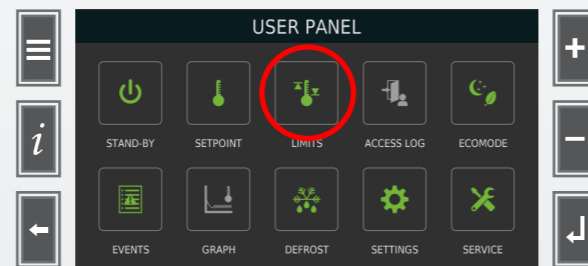 USER PANEL
i
STAND-BY SETPOINT LIMITS ACCESS LOG ECOMODE
EVENTS GRAPH DEFROST SETTINGS SERVICE